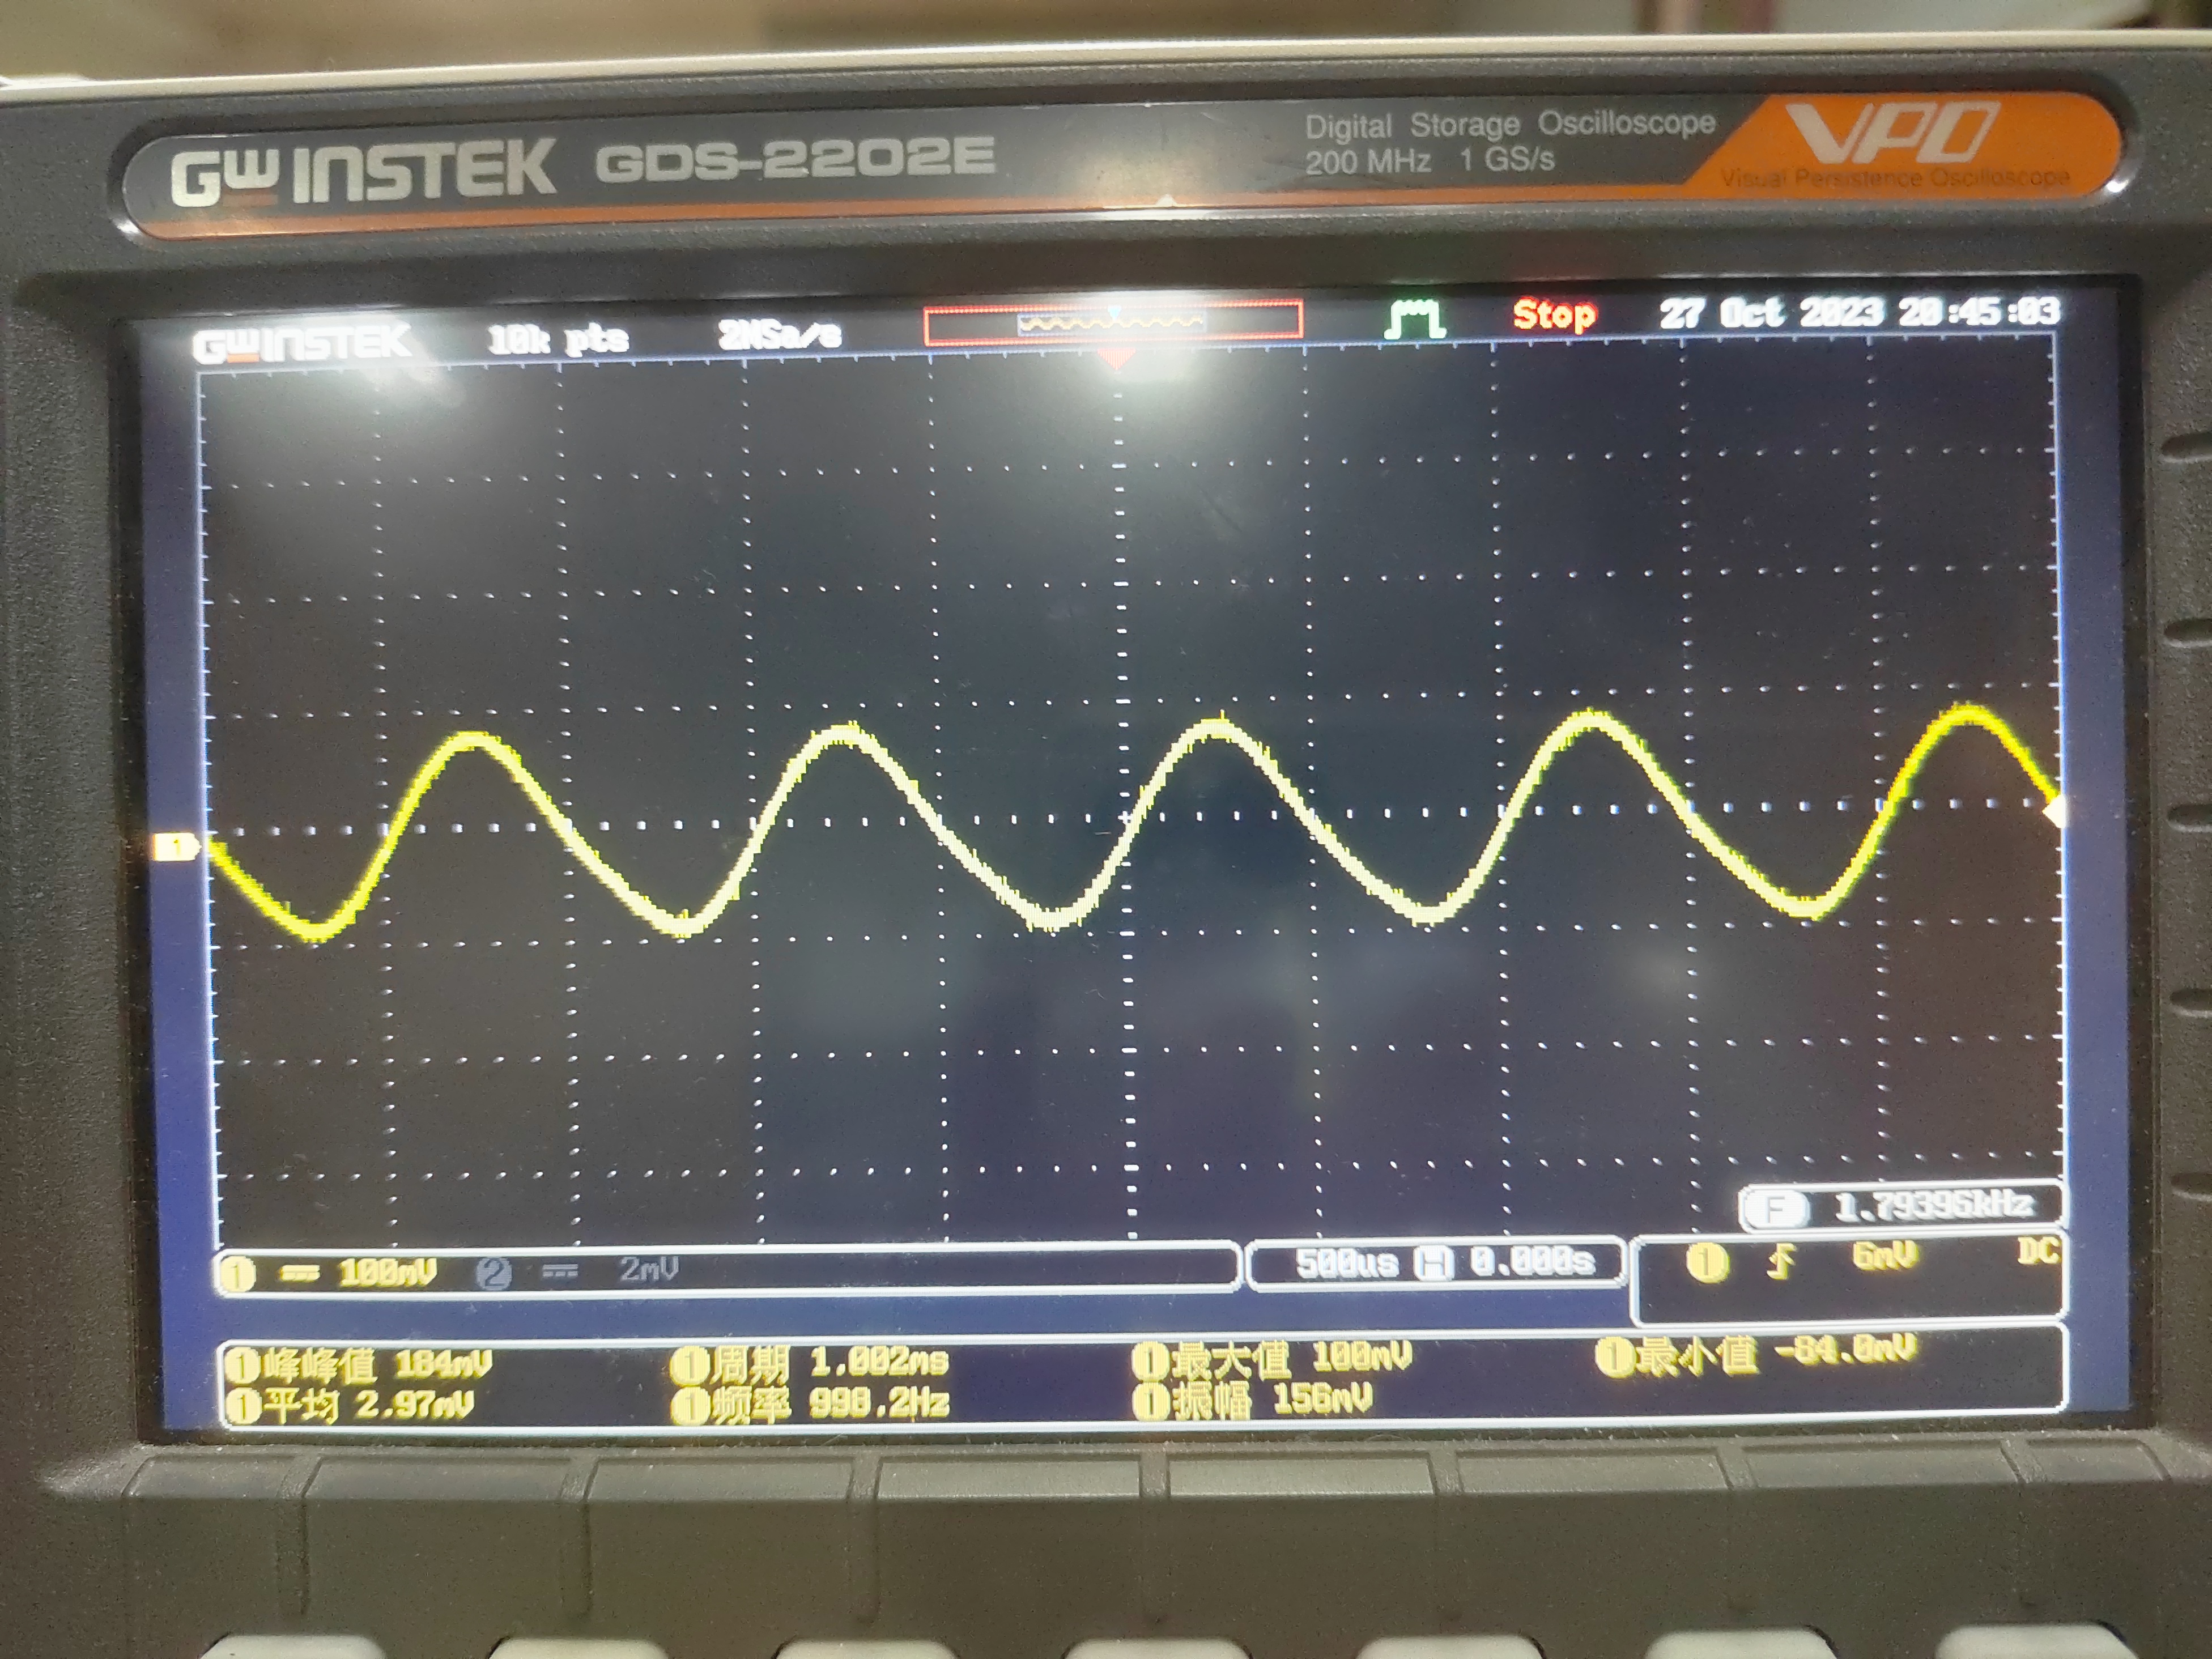 GW INSTEK GDS-2202E
Digital Storage Oscilloscope
200 MHz 1 GS/s
VPO
Visual Persistence Oscilloscope
GW INSTEK 10k pts 2MSa/s Stop 27 Oct 2023 20:45:03
1
F 1.79395kHz
1 100mV 2 2mV 500us H 0.000s 1 6mV DC
1 峰峰值 184mV 1 周期 1.002ms 1 最大值 100mV 1 最小值 -84.0mV
1 平均 2.97mV 1 频率 998.2Hz 1 振幅 156mV